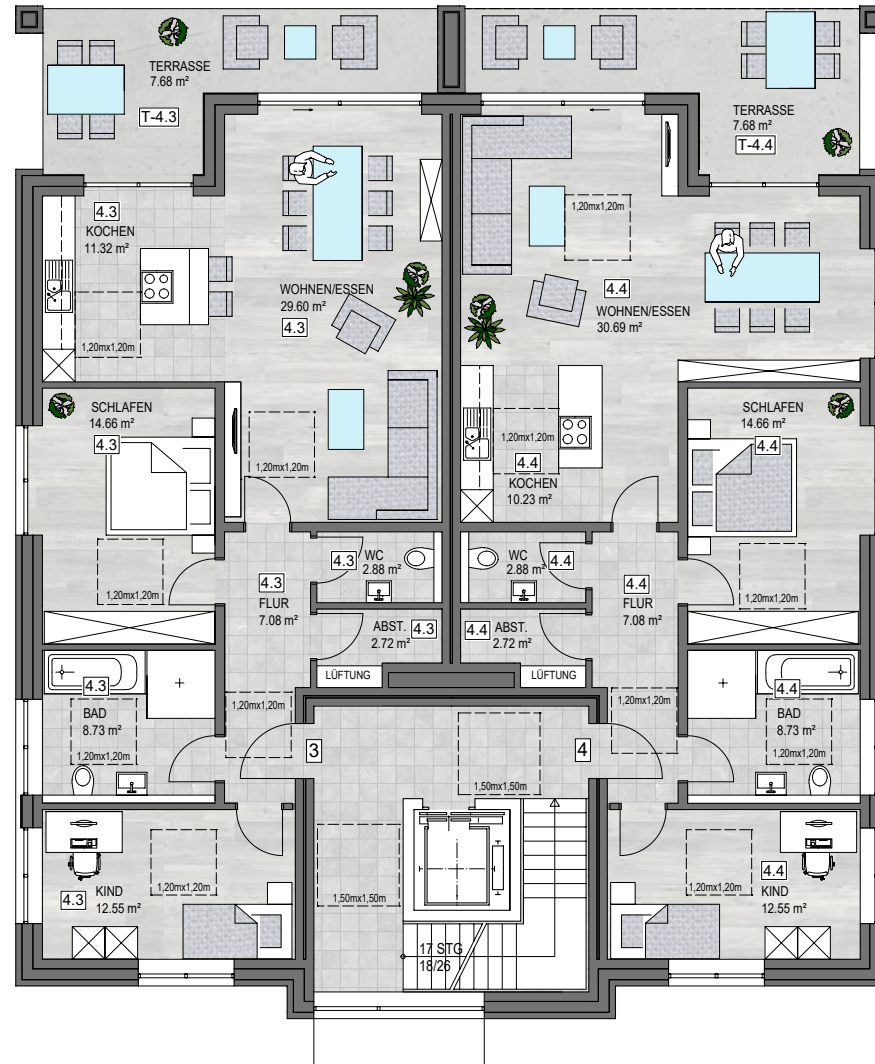 TERRASSE
7.68 m²
T-4.3
TERRASSE
7.68 m²
T-4.4
4.3
KOCHEN
11.32 m²
1,20mx1,20m
WOHNEN/ESSEN
29.60 m²
4.3
1,20mx1,20m
1,20mx1,20m
4.4
WOHNEN/ESSEN
30.69 m²
1,20mx1,20m
4.4
KOCHEN
10.23 m²
SCHLAFEN
14.66 m²
4.3
1,20mx1,20m
SCHLAFEN
14.66 m²
4.4
1,20mx1,20m
4.3
WC
2.88 m²
WC
2.88 m²
4.4
4.3
FLUR
7.08 m²
4.4
FLUR
7.08 m²
ABST.
2.72 m²
4.3
4.4
ABST.
2.72 m²
LÜFTUNG
LÜFTUNG
4.3
BAD
8.73 m²
1,20mx1,20m
1,20mx1,20m
4.4
BAD
8.73 m²
1,20mx1,20m
1,20mx1,20m
3
4
1,50mx1,50m
1,50mx1,50m
4.3
KIND
12.55 m²
1,20mx1,20m
4.4
KIND
12.55 m²
1,20mx1,20m
17 STG
18/26